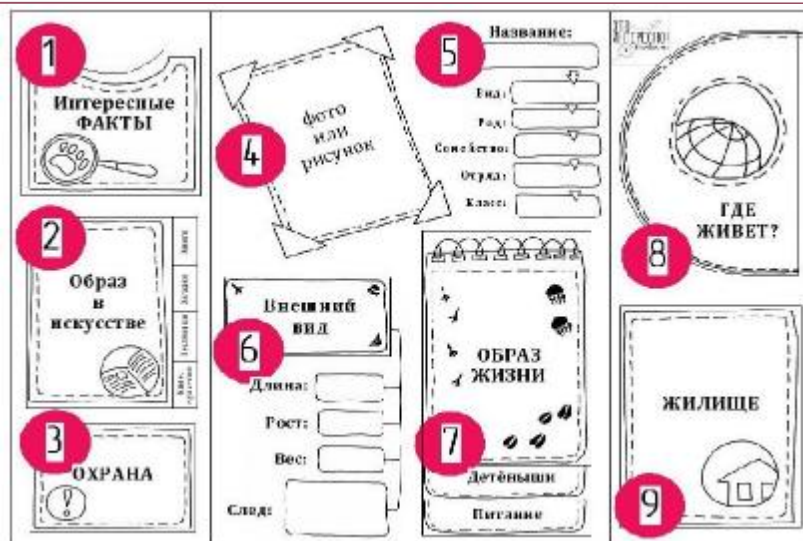 1
Интересные
ФАКТЫ
2
Образ
в
искусстве
3
ОХРАНА
4
фото
или
рисунок
5
Название:
Вид:
Род:
Семейство:
Отряд:
Класс:
6
Внешний
вид
Длина:
Рост:
Вес:
След:
7
ОБРАЗ
ЖИЗНИ
Детёныши
Питание
8
ГДЕ
ЖИВЕТ?
9
ЖИЛИЩЕ